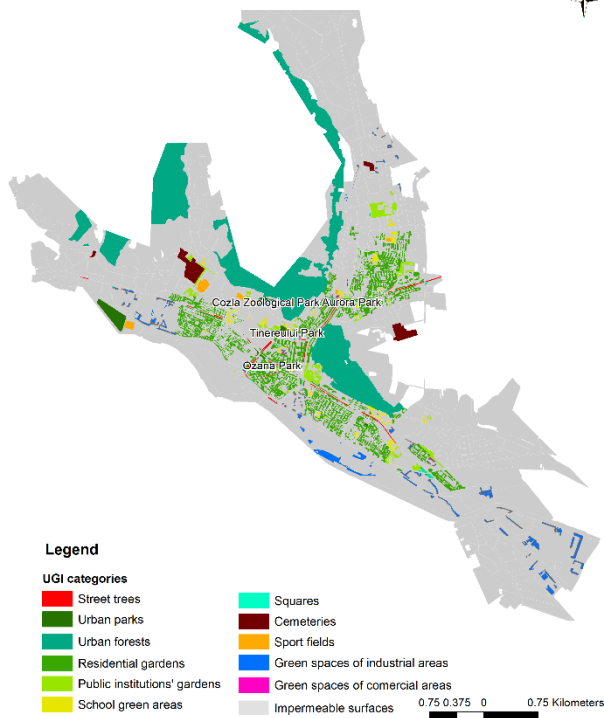 Cozla Zoological Park Aurora Park
Tinereului Park
Ozana Park
Legend
UGI categories
Street trees
Urban parks
Urban forests
Residential gardens
Public institutions' gardens
School green areas
Squares
Cemeteries
Sport fields
Green spaces of industrial areas
Green spaces of comercial areas
Impermeable surfaces
0.75 0.375 0 0.75 Kilometers